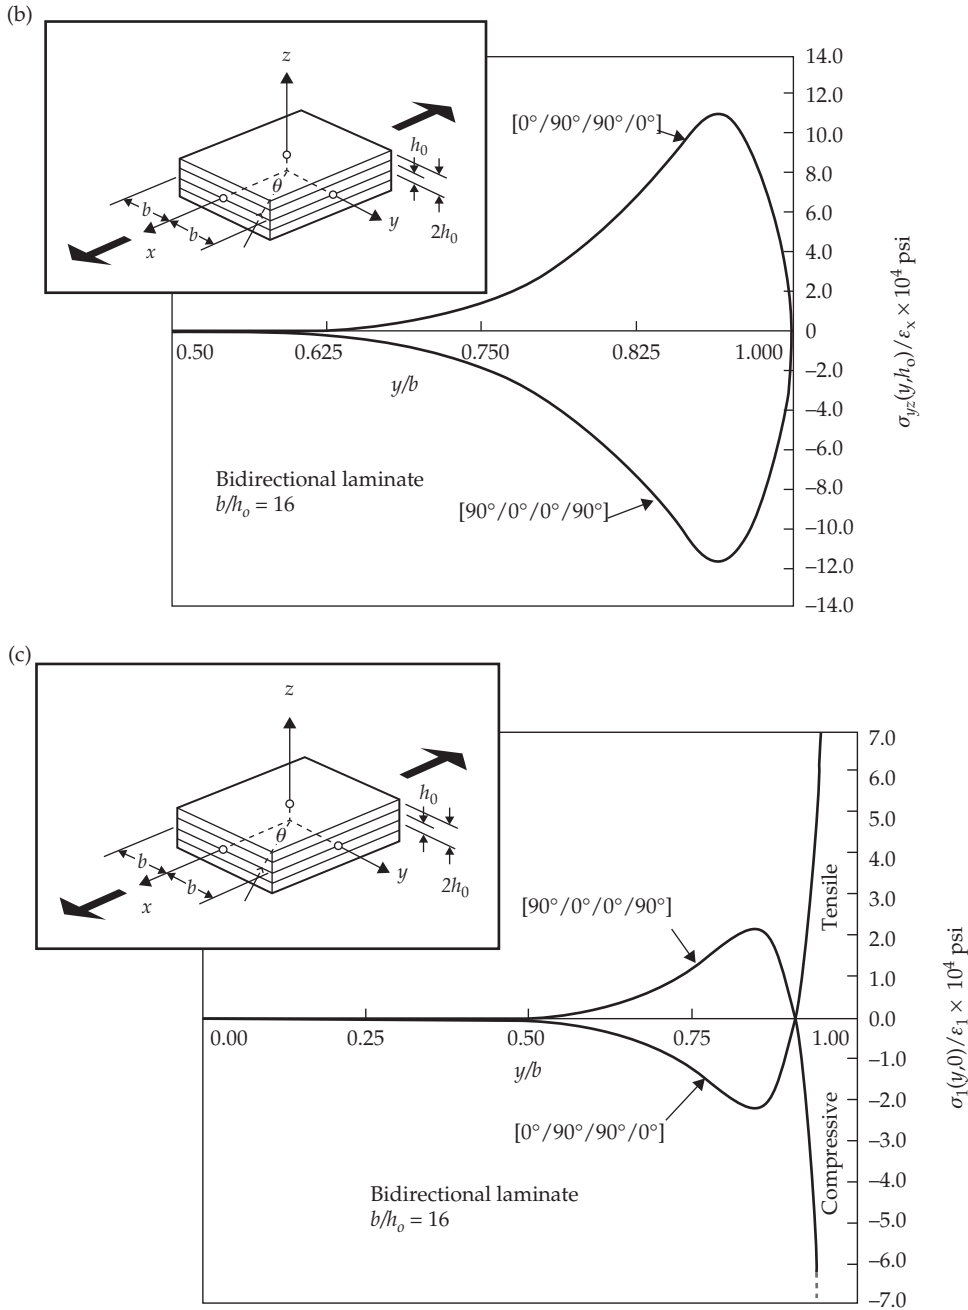 (b)
z
h₀
θ
b
b
x
y
2h₀
[0°/90°/90°/0°]
14.0
12.0
10.0
8.0
6.0
4.0
2.0
0
−2.0
−4.0
−6.0
−8.0
−10.0
−12.0
−14.0
σyz(y,ho)/εx × 10⁴ psi
0.50 0.625 0.750 0.825 1.000
y/b
Bidirectional laminate
b/ho = 16
[90°/0°/0°/90°]
(c)
z
h₀
θ
b
b
x
y
2h₀
7.0
6.0
5.0
4.0
3.0
2.0
1.0
0.0
−1.0
−2.0
−3.0
−4.0
−5.0
−6.0
−7.0
σ₁(y,0)/ε₁ × 10⁴ psi
Tensile
Compressive
[90°/0°/0°/90°]
0.00 0.25 0.50 0.75 1.00
y/b
[0°/90°/90°/0°]
Bidirectional laminate
b/ho = 16